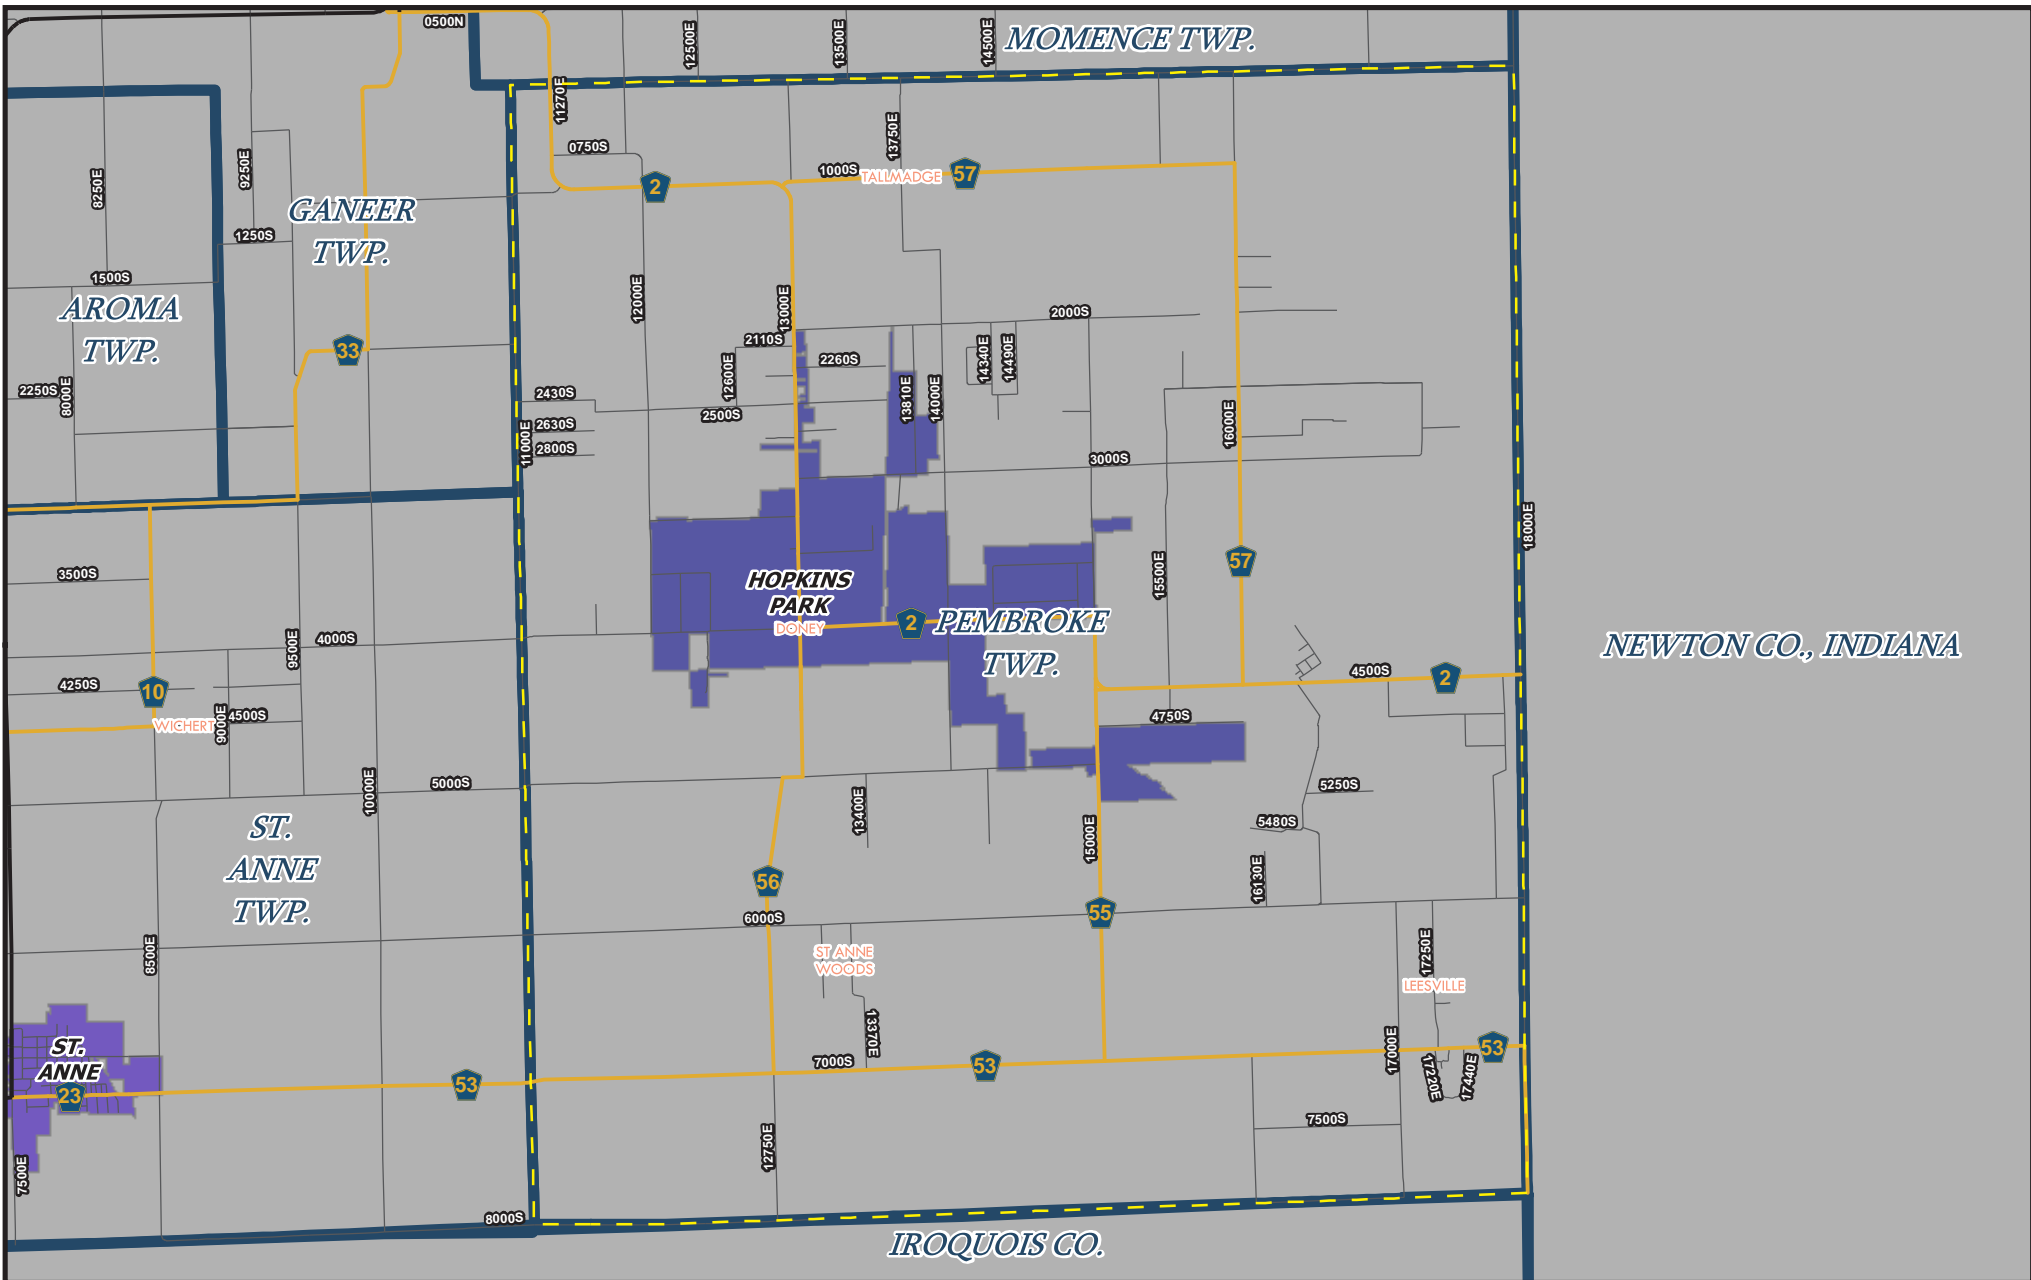 0500N
12500E
13500E
14500E
MOMENCE TWP.
11270E
8250E
9250E
0750S
13750E
1000S
TALLMADGE
57
2
GANEER
TWP.
1250S
1500S
AROMA
TWP.
12000E
13000E
2000S
33
2110S
2260S
12600E
14340E
14490E
2250S
8000E
2430S
2500S
13810E
14000E
16000E
2630S
2800S
11000E
3000S
18000E
3500S
HOPKINS
PARK
DONEY
2
PEMBROKE
TWP.
15500E
57
NEWTON CO., INDIANA
9500E
4000S
4250S
10
WICHERT
9000E
4500S
4500S
2
4750S
10000E
5000S
13400E
5250S
5480S
15000E
ST.
ANNE
TWP.
56
16130E
6000S
55
8500E
ST ANNE
WOODS
17250E
LEESVILLE
ST.
ANNE
23
13370E
7000S
53
53
17000E
53
17220E
17440E
7500S
12750E
7500E
8000S
IROQUOIS CO.